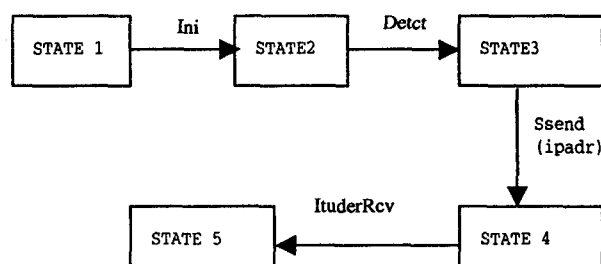 Ini
Detct
STATE 1
STATE2
STATE3
Ssend
(ipadr)
ItuderRcv
STATE 5
STATE 4